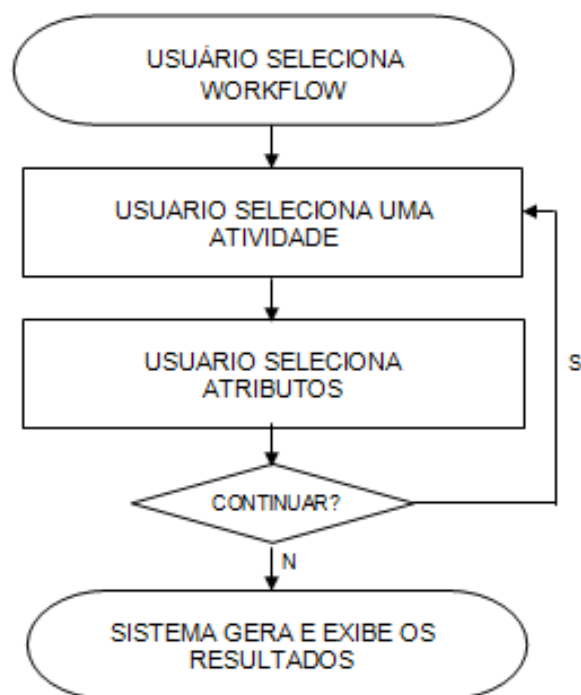 USUÁRIO SELECIONA
WORKFLOW
USUARIO SELECIONA UMA
ATIVIDADE
USUARIO SELECIONA
ATRIBUTOS
S
CONTINUAR?
N
SISTEMA GERA E EXIBE OS
RESULTADOS